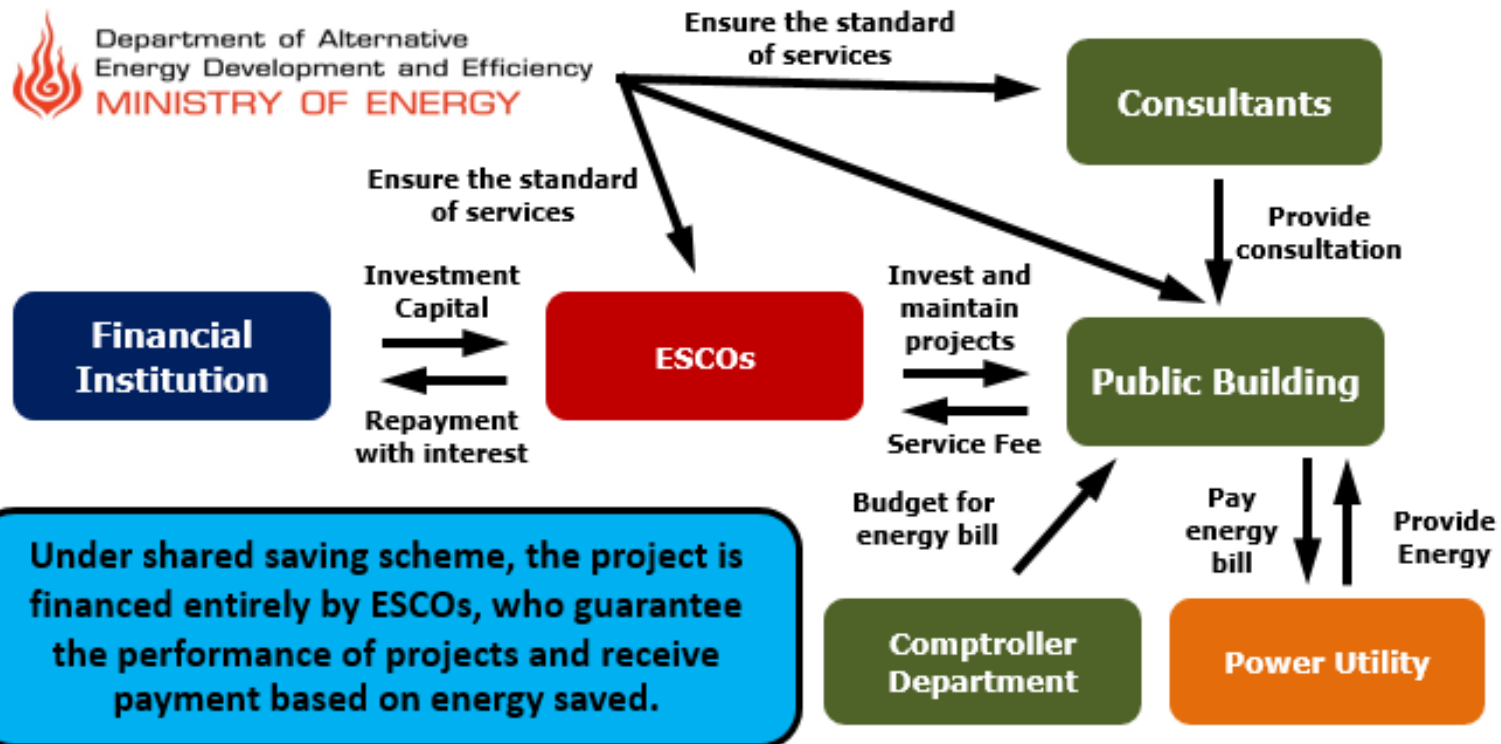 Department of Alternative
Energy Development and Efficiency
MINISTRY OF ENERGY
Ensure the standard
of services
Consultants
Ensure the standard
of services
Provide
consultation
Investment
Capital
Invest and
maintain
projects
Financial
Institution
ESCOs
Public Building
Repayment
with interest
Service Fee
Budget for
energy bill
Pay
energy
bill
Provide
Energy
Under shared saving scheme, the project is
financed entirely by ESCOs, who guarantee
the performance of projects and receive
payment based on energy saved.
Comptroller
Department
Power Utility